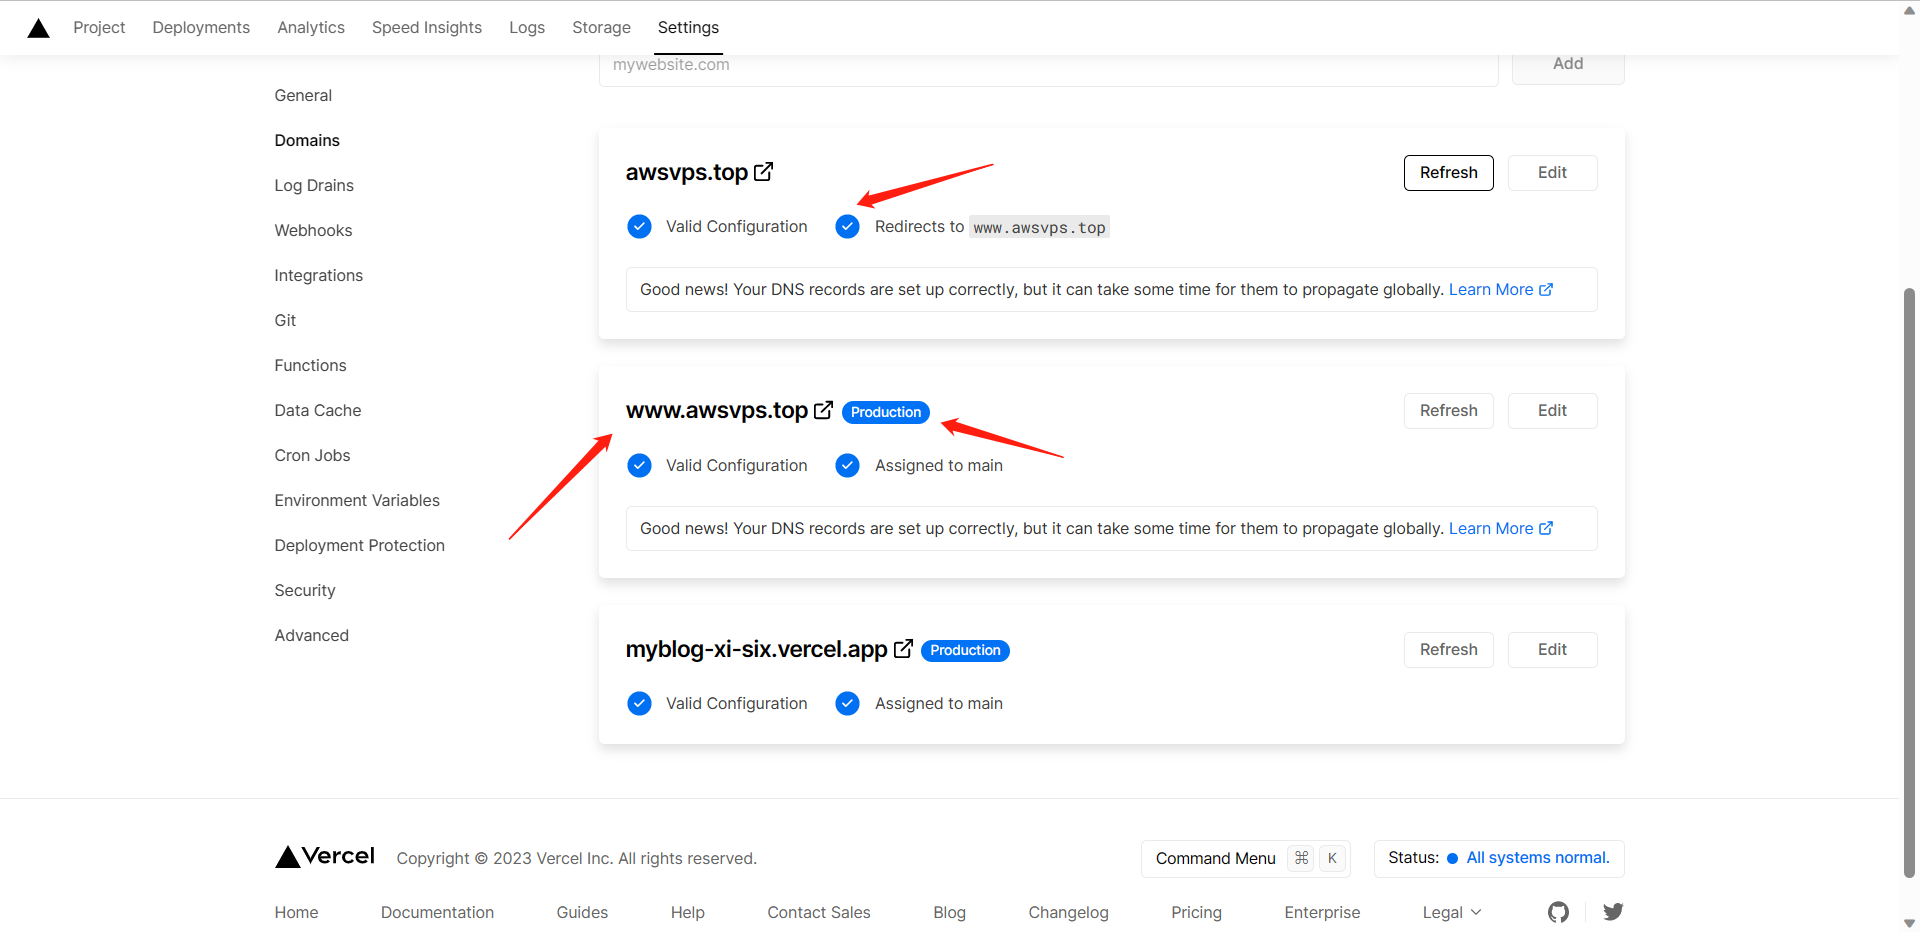 Project Deployments Analytics Speed Insights Logs Storage Settings
mywebsite.com Add
General
Domains
Log Drains
Webhooks
Integrations
Git
Functions
Data Cache
Cron Jobs
Environment Variables
Deployment Protection
Security
Advanced
awsvps.top Refresh Edit
Valid Configuration Redirects to www.awsvps.top
Good news! Your DNS records are set up correctly, but it can take some time for them to propagate globally. Learn More
www.awsvps.top Production Refresh Edit
Valid Configuration Assigned to main
Good news! Your DNS records are set up correctly, but it can take some time for them to propagate globally. Learn More
myblog-xi-six.vercel.app Production Refresh Edit
Valid Configuration Assigned to main
Vercel Copyright © 2023 Vercel Inc. All rights reserved. Command Menu ⌘ K Status: All systems normal.
Home Documentation Guides Help Contact Sales Blog Changelog Pricing Enterprise Legal